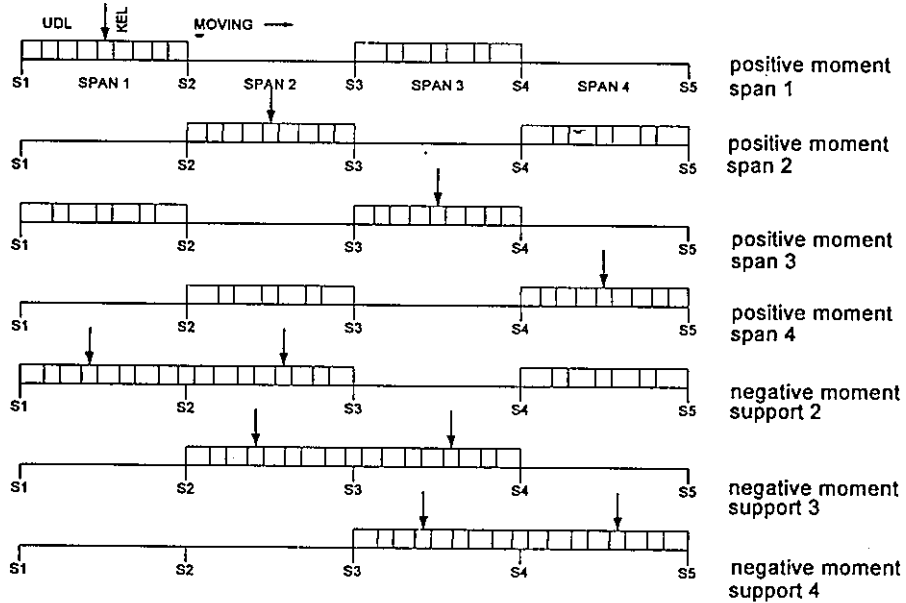 UDL KEL MOVING
S1 SPAN 1 S2 SPAN 2 S3 SPAN 3 S4 SPAN 4 S5
positive moment
span 1
S1 S2 S3 S4 S5
positive moment
span 2
S1 S2 S3 S4 S5
positive moment
span 3
S1 S2 S3 S4 S5
positive moment
span 4
S1 S2 S3 S4 S5
negative moment
support 2
S1 S2 S3 S4 S5
negative moment
support 3
S1 S2 S3 S4 S5
negative moment
support 4